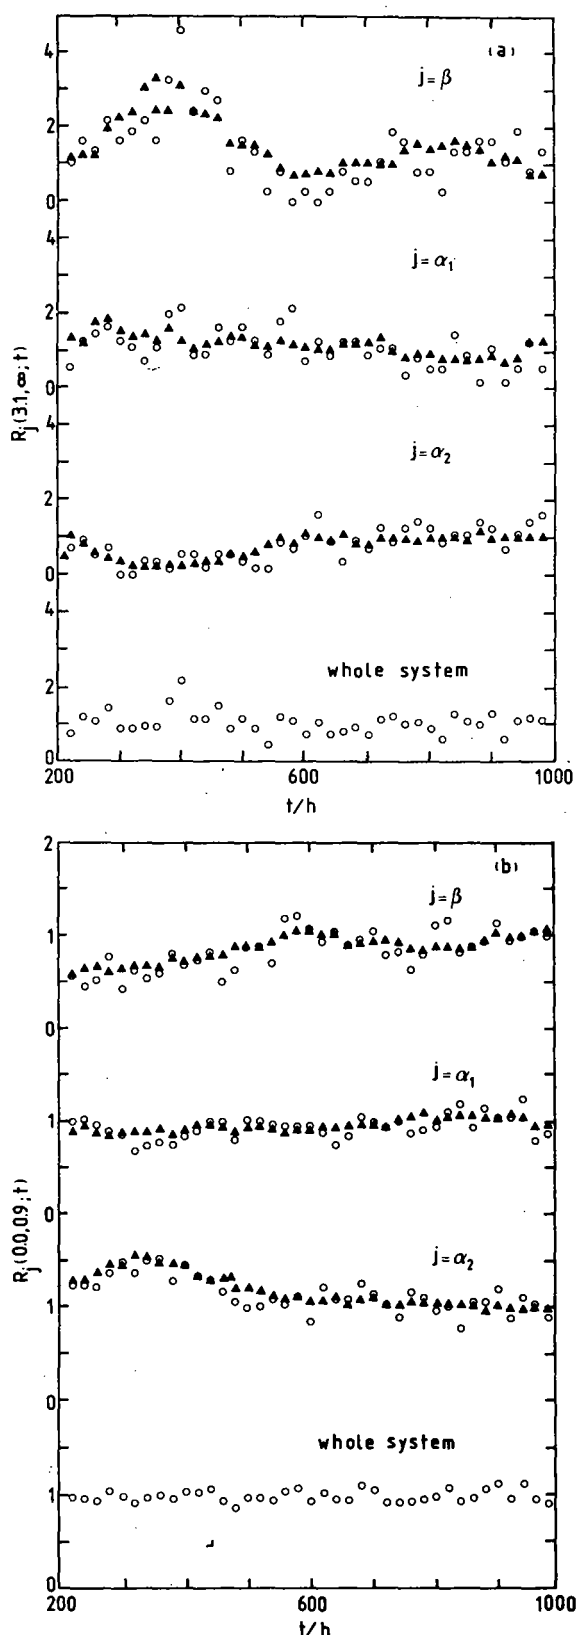 (a)
4
j=β
2
0
4
j=α₁
2
0
R_j(3.1,∞;t)
4
j=α₂
2
0
4
whole system
2
0
200 600 1000
t/h
2
(b)
j=β
1
0
j=α₁
1
0
R_j(0.0,0.9;t)
j=α₂
1
0
whole system
1
0
200 600 1000
t/h